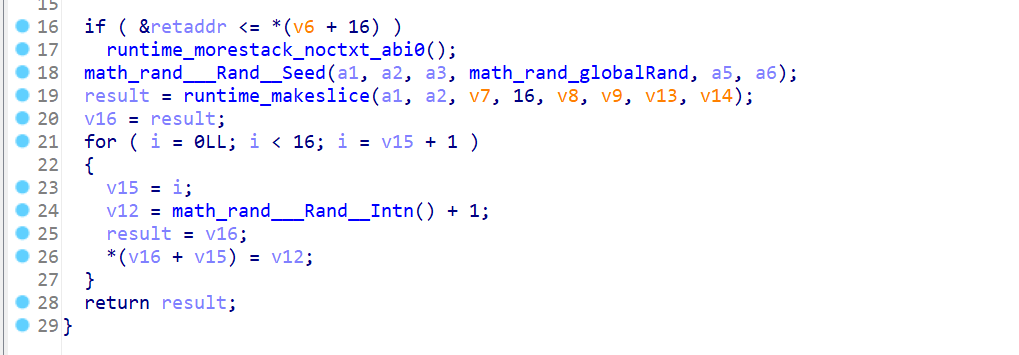 15
16 if ( &retaddr <= *(v6 + 16) )
17 runtime_morestack_noctxt_abi0();
18 math_rand___Rand__Seed(a1, a2, a3, math_rand_globalRand, a5, a6);
19 result = runtime_makeslice(a1, a2, v7, 16, v8, v9, v13, v14);
20 v16 = result;
21 for ( i = 0LL; i < 16; i = v15 + 1 )
22 {
23 v15 = i;
24 v12 = math_rand___Rand__Intn() + 1;
25 result = v16;
26 *(v16 + v15) = v12;
27 }
28 return result;
29 }